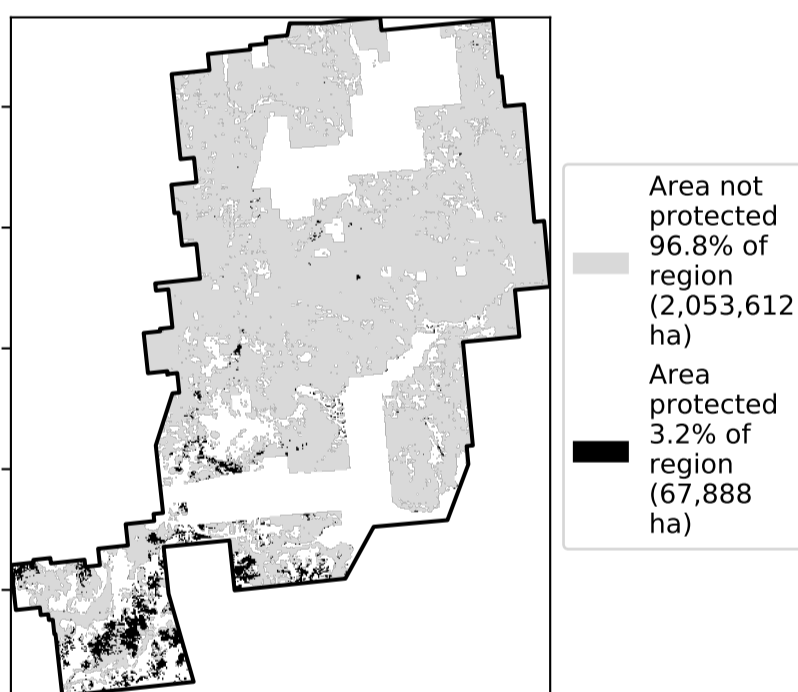 Area not
protected
96.8% of
region
(2,053,612
ha)
Area
protected
3.2% of
region
(67,888
ha)